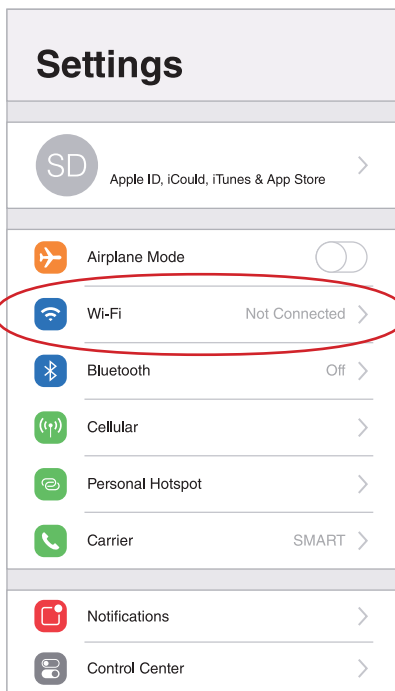 Settings
SD
Apple ID, iCould, iTunes & App Store
Airplane Mode
Wi-Fi Not Connected
Bluetooth Off
Cellular
Personal Hotspot
Carrier SMART
Notifications
Control Center